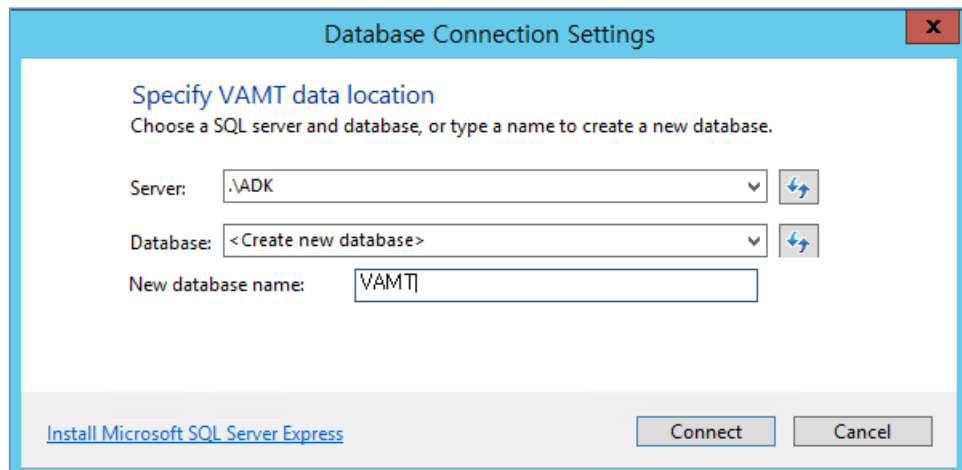 Database Connection Settings
x
Specify VAMT data location
Choose a SQL server and database, or type a name to create a new database.
Server: .\ADK
Database: <Create new database>
New database name: VAMT
Install Microsoft SQL Server Express Connect Cancel